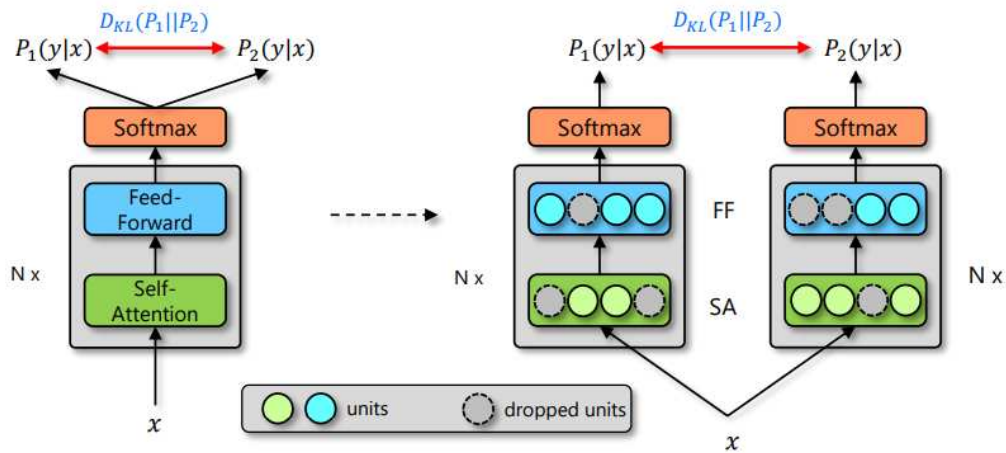 D_{KL}(P_1||P_2)
P_1(y|x) P_2(y|x)
Softmax
Feed-
Forward
N x
Self-
Attention
x
D_{KL}(P_1||P_2)
P_1(y|x) P_2(y|x)
Softmax Softmax
FF
SA
N x N x
x
units dropped units